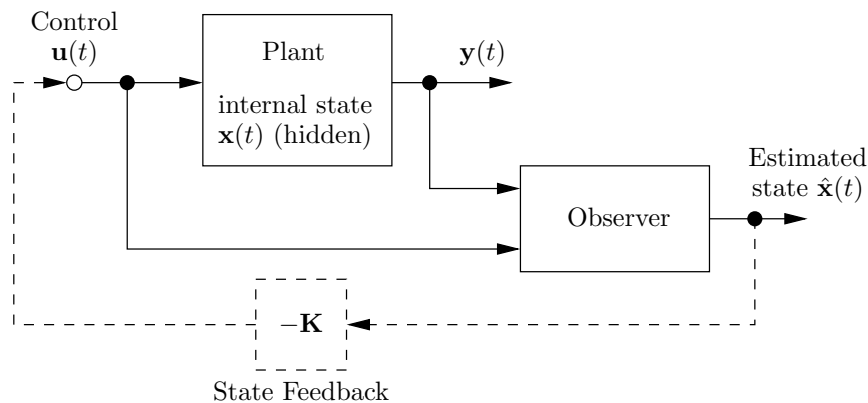 Control
u(t)
Plant
internal state
x(t) (hidden)
y(t)
Observer
Estimated
state x̂(t)
−K
State Feedback